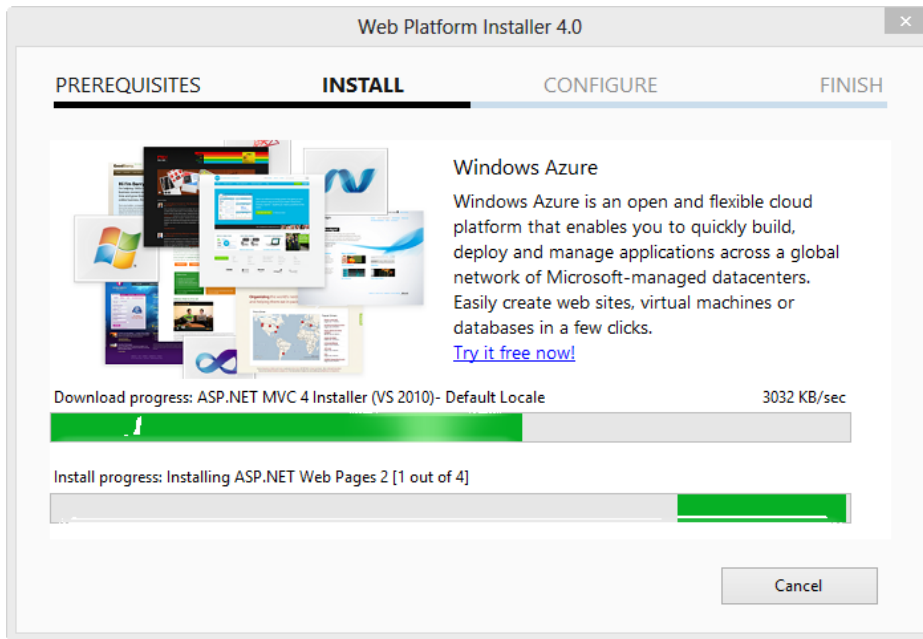 Web Platform Installer 4.0
PREREQUISITES INSTALL CONFIGURE FINISH
Windows Azure
Windows Azure is an open and flexible cloud
platform that enables you to quickly build,
deploy and manage applications across a global
network of Microsoft-managed datacenters.
Easily create web sites, virtual machines or
databases in a few clicks.
Try it free now!
Download progress: ASP.NET MVC 4 Installer (VS 2010)- Default Locale 3032 KB/sec
Install progress: Installing ASP.NET Web Pages 2 [1 out of 4]
Cancel